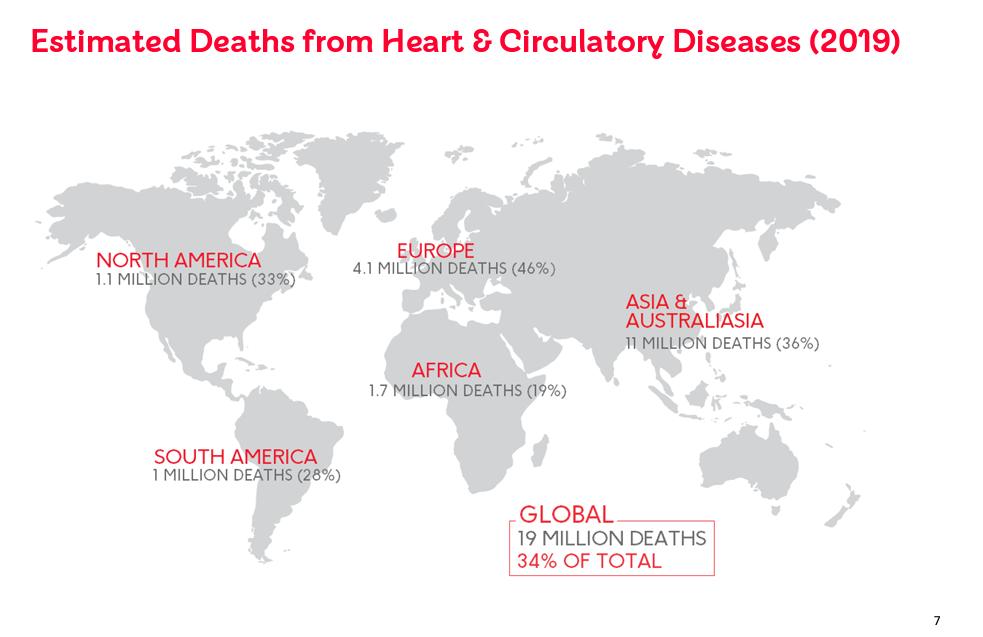 Estimated Deaths from Heart & Circulatory Diseases (2019)
NORTH AMERICA
1.1 MILLION DEATHS (33%)
EUROPE
4.1 MILLION DEATHS (46%)
ASIA &
AUSTRALIASIA
11 MILLION DEATHS (36%)
AFRICA
1.7 MILLION DEATHS (19%)
SOUTH AMERICA
1 MILLION DEATHS (28%)
GLOBAL
19 MILLION DEATHS
34% OF TOTAL
7